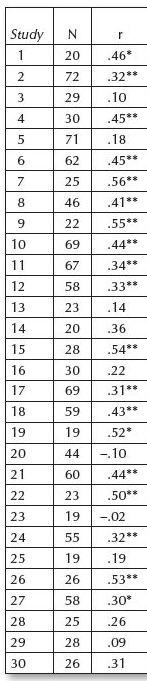 Study N r
1 20 .46*
2 72 .32**
3 29 .10
4 30 .45**
5 71 .18
6 62 .45**
7 25 .56**
8 46 .41**
9 22 .55**
10 69 .44**
11 67 .34**
12 58 .33**
13 23 .14
14 20 .36
15 28 .54**
16 30 .22
17 69 .31**
18 59 .43**
19 19 .52*
20 44 –.10
21 60 .44**
22 23 .50**
23 19 –.02
24 55 .32**
25 19 .19
26 26 .53**
27 58 .30*
28 25 .26
29 28 .09
30 26 .31